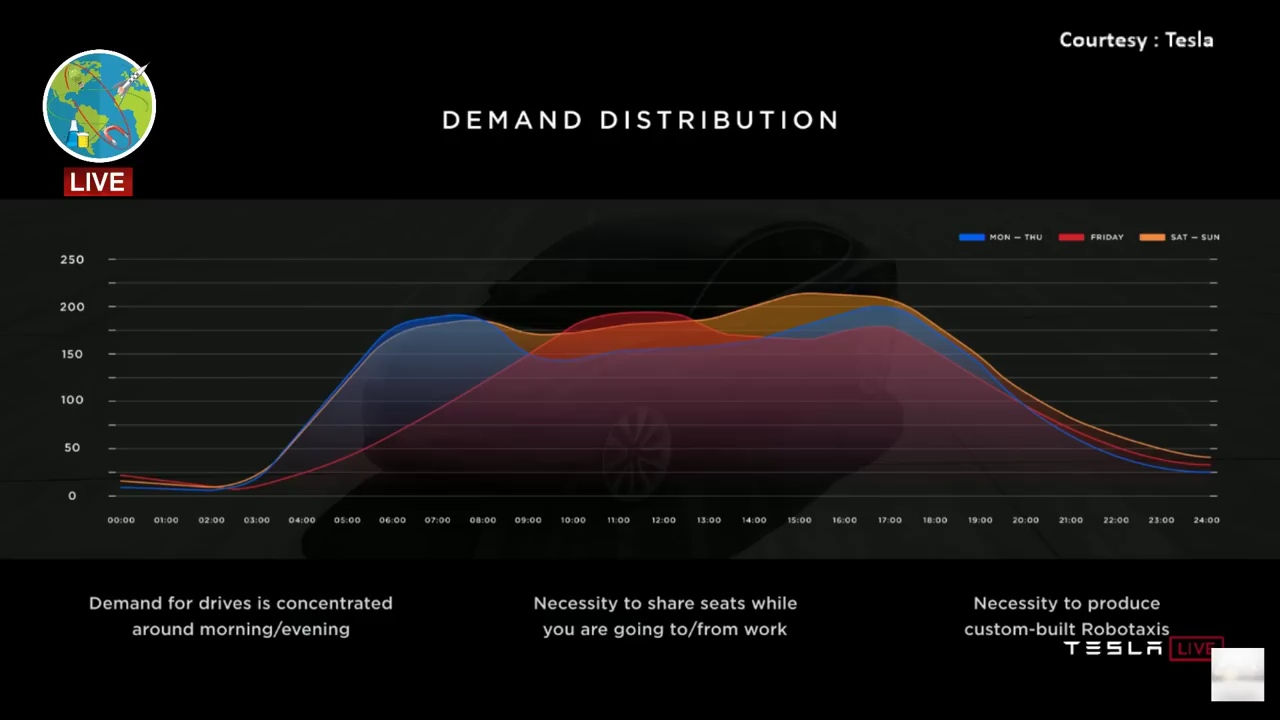 Courtesy : Tesla
DEMAND DISTRIBUTION
LIVE
MON – THU
FRIDAY
SAT – SUN
250
200
150
100
50
0
00:00 01:00 02:00 03:00 04:00 05:00 06:00 07:00 08:00 09:00 10:00 11:00 12:00 13:00 14:00 15:00 16:00 17:00 18:00 19:00 20:00 21:00 22:00 23:00 24:00
Demand for drives is concentrated
around morning/evening
Necessity to share seats while
you are going to/from work
Necessity to produce
custom-built Robotaxis
TESLA LIVE